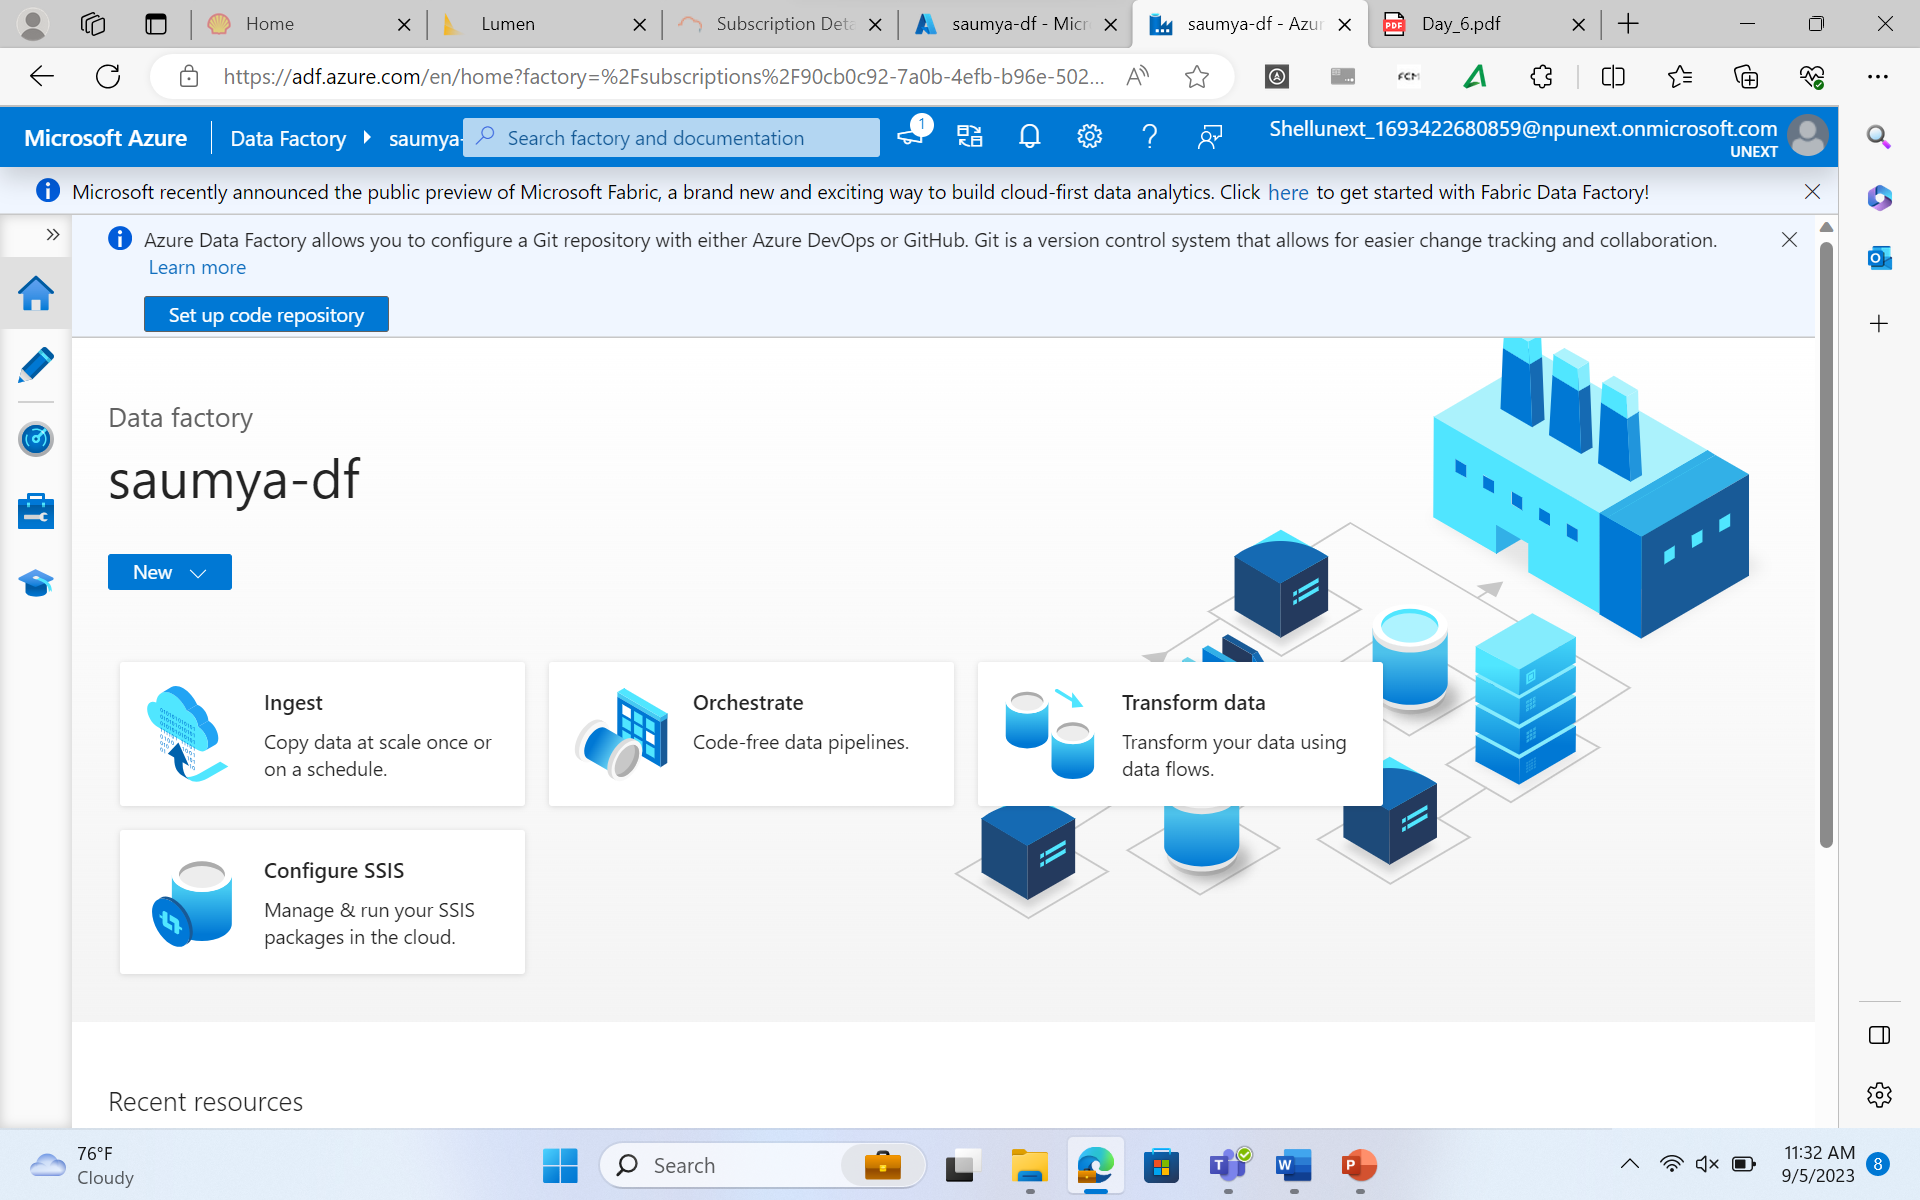 Home
Lumen
Subscription Deta
saumya-df - Micr
saumya-df - Azur
Day_6.pdf
https://adf.azure.com/en/home?factory=%2Fsubscriptions%2F90cb0c92-7a0b-4efb-b96e-502...
FCM
Microsoft Azure
Data Factory
saumya-
Search factory and documentation
1
Shellunext_1693422680859@npunext.onmicrosoft.com
UNEXT
Microsoft recently announced the public preview of Microsoft Fabric, a brand new and exciting way to build cloud-first data analytics. Click here to get started with Fabric Data Factory!
Azure Data Factory allows you to configure a Git repository with either Azure DevOps or GitHub. Git is a version control system that allows for easier change tracking and collaboration.
Learn more
Set up code repository
Data factory
saumya-df
New
Ingest
Copy data at scale once or
on a schedule.
Orchestrate
Code-free data pipelines.
Transform data
Transform your data using
data flows.
Configure SSIS
Manage & run your SSIS
packages in the cloud.
Recent resources
76°F
Cloudy
Search
11:32 AM
9/5/2023
8